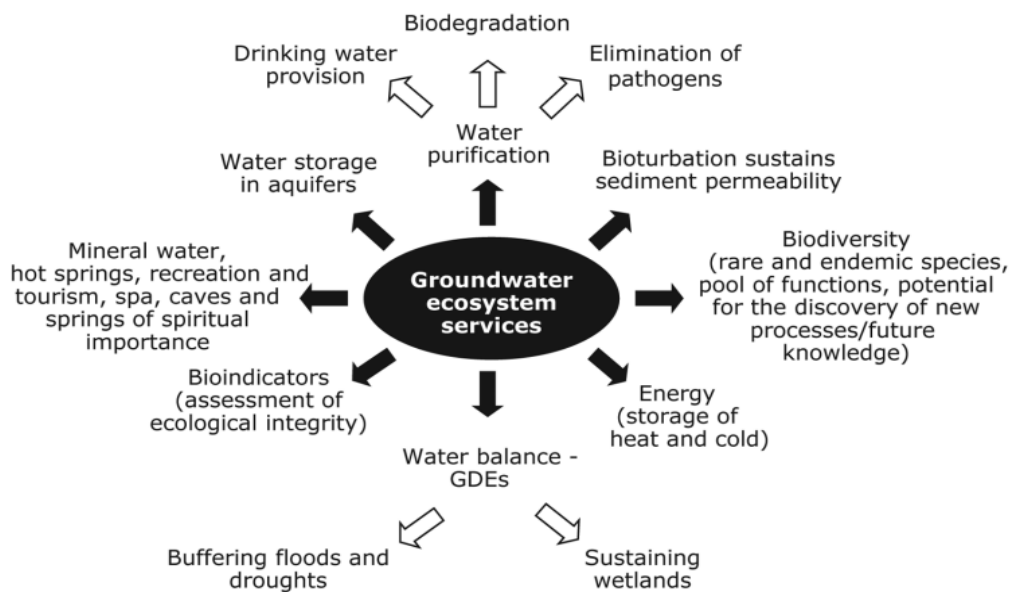 Biodegradation
Drinking water
provision
Elimination of
pathogens
Water
purification
Water storage
in aquifers
Bioturbation sustains
sediment permeability
Mineral water,
hot springs, recreation and
tourism, spa, caves and
springs of spiritual
importance
Groundwater
ecosystem
services
Biodiversity
(rare and endemic species,
pool of functions, potential
for the discovery of new
processes/future
knowledge)
Bioindicators
(assessment of
ecological integrity)
Energy
(storage of
heat and cold)
Water balance -
GDEs
Buffering floods and
droughts
Sustaining
wetlands